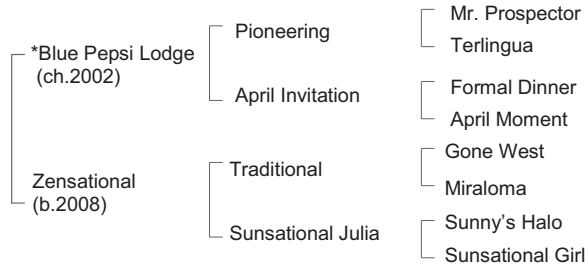 *Blue Pepsi Lodge
(ch.2002)
Pioneering
Mr. Prospector
Terlingua
April Invitation
Formal Dinner
April Moment
Zensational
(b.2008)
Traditional
Gone West
Miraloma
Sunsational Julia
Sunny's Halo
Sunsational Girl